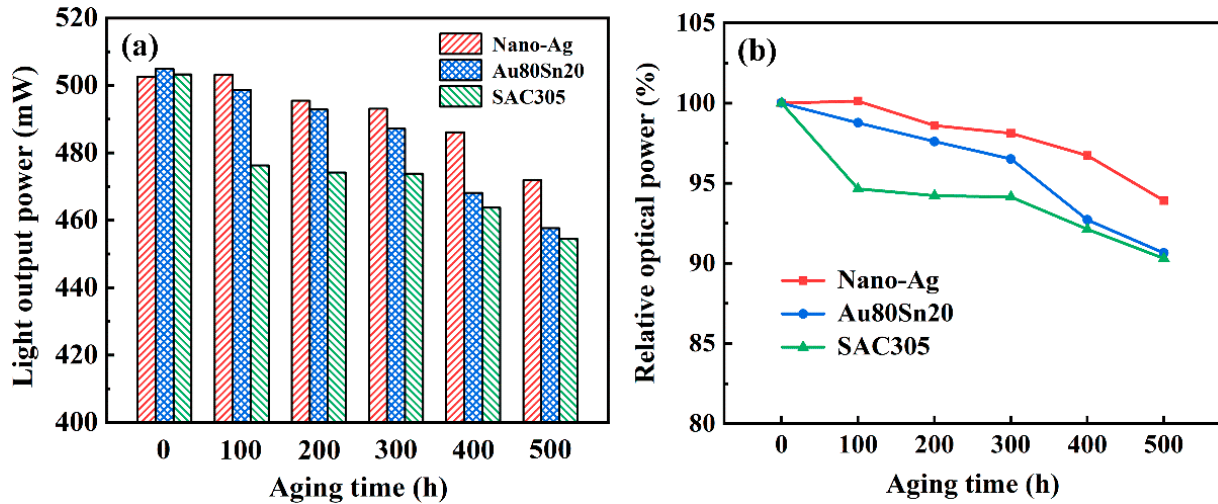 (a)
Light output power (mW)
520
500
480
460
440
420
400
Nano-Ag
Au80Sn20
SAC305
0 100 200 300 400 500
Aging time (h)
(b)
Relative optical power (%)
105
100
95
90
85
80
Nano-Ag
Au80Sn20
SAC305
0 100 200 300 400 500
Aging time (h)